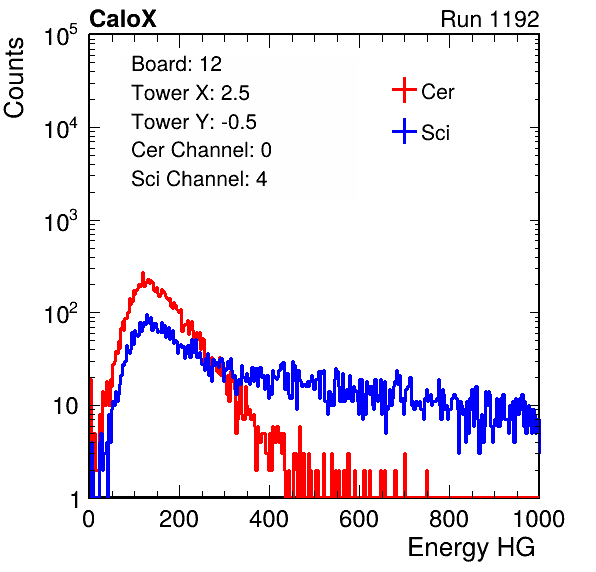 CaloX Run 1192
Counts
Board: 12
Tower X: 2.5
Tower Y: -0.5
Cer Channel: 0
Sci Channel: 4
Cer
Sci
10^5
10^4
10^3
10^2
10
1
0 200 400 600 800 1000
Energy HG